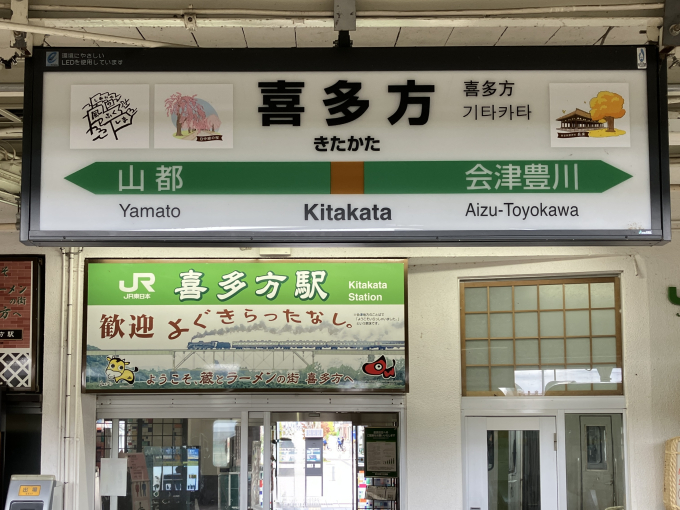 環境にやさしい
LEDを使用しています
喜多方
喜多方
기타카타
きたかた
山都
会津豊川
Yamato
Kitakata
Aizu-Toyokawa
JR
JR東日本
喜多方駅
Kitakata
Station
歓迎 よぐきらったなし。
ようこそ、蔵とラーメンの街 喜多方へ